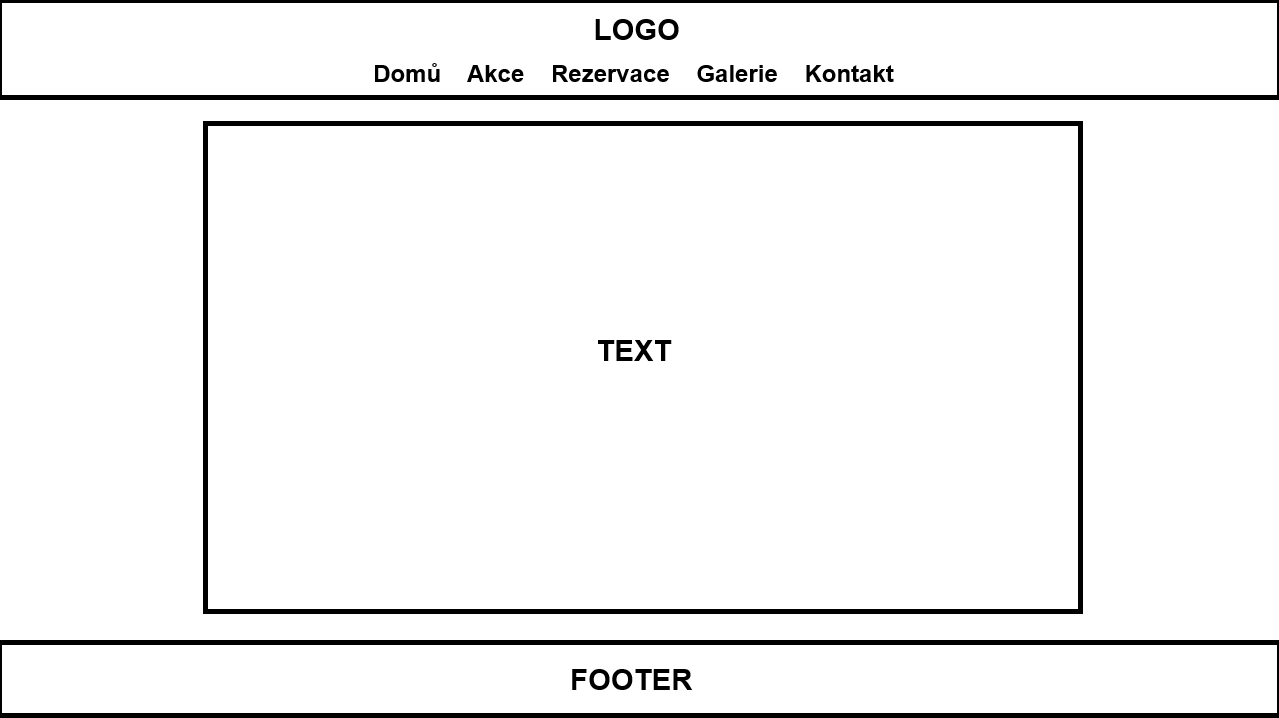 LOGO
Domů Akce Rezervace Galerie Kontakt
TEXT
FOOTER